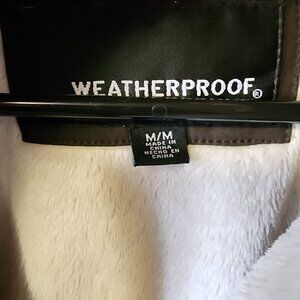 WEATHERPROOF®
M/M
MADE IN
CHINA
HECHO EN
CHINA